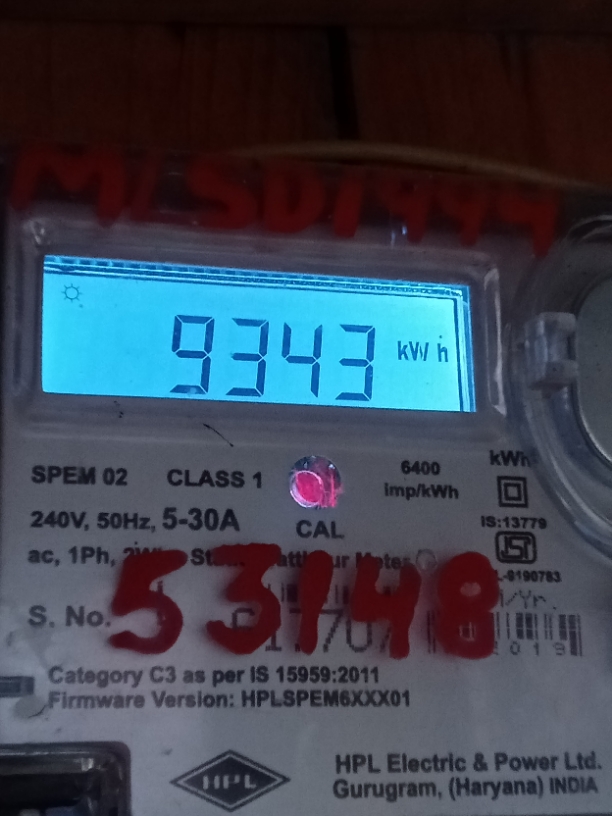 M/SD1444
9343 kWh
kWh
SPEM 02 CLASS 1
6400
imp/kWh
240V, 50Hz, 5-30A
CAL
IS:13779
ac, 1Ph,
53148
S. No.
Category C3 as per IS 15959:2011
Firmware Version: HPLSPEM6XXX01
HPL
HPL Electric & Power Ltd.
Gurugram, (Haryana) INDIA